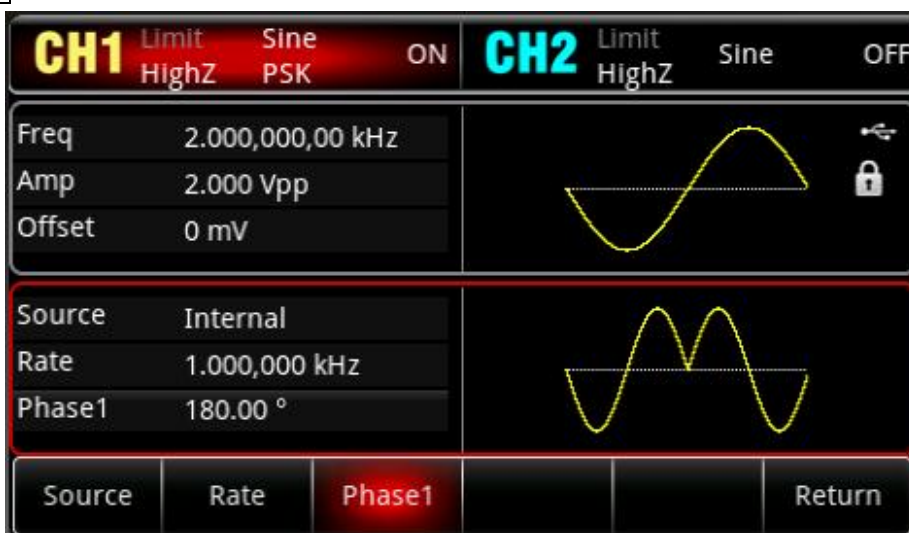 CH1 Limit Sine ON CH2 Limit Sine OFF
HighZ PSK HighZ
Freq 2.000,000,00 kHz
Amp 2.000 Vpp
Offset 0 mV
Source Internal
Rate 1.000,000 kHz
Phase1 180.00 °
Source Rate Phase1 Return